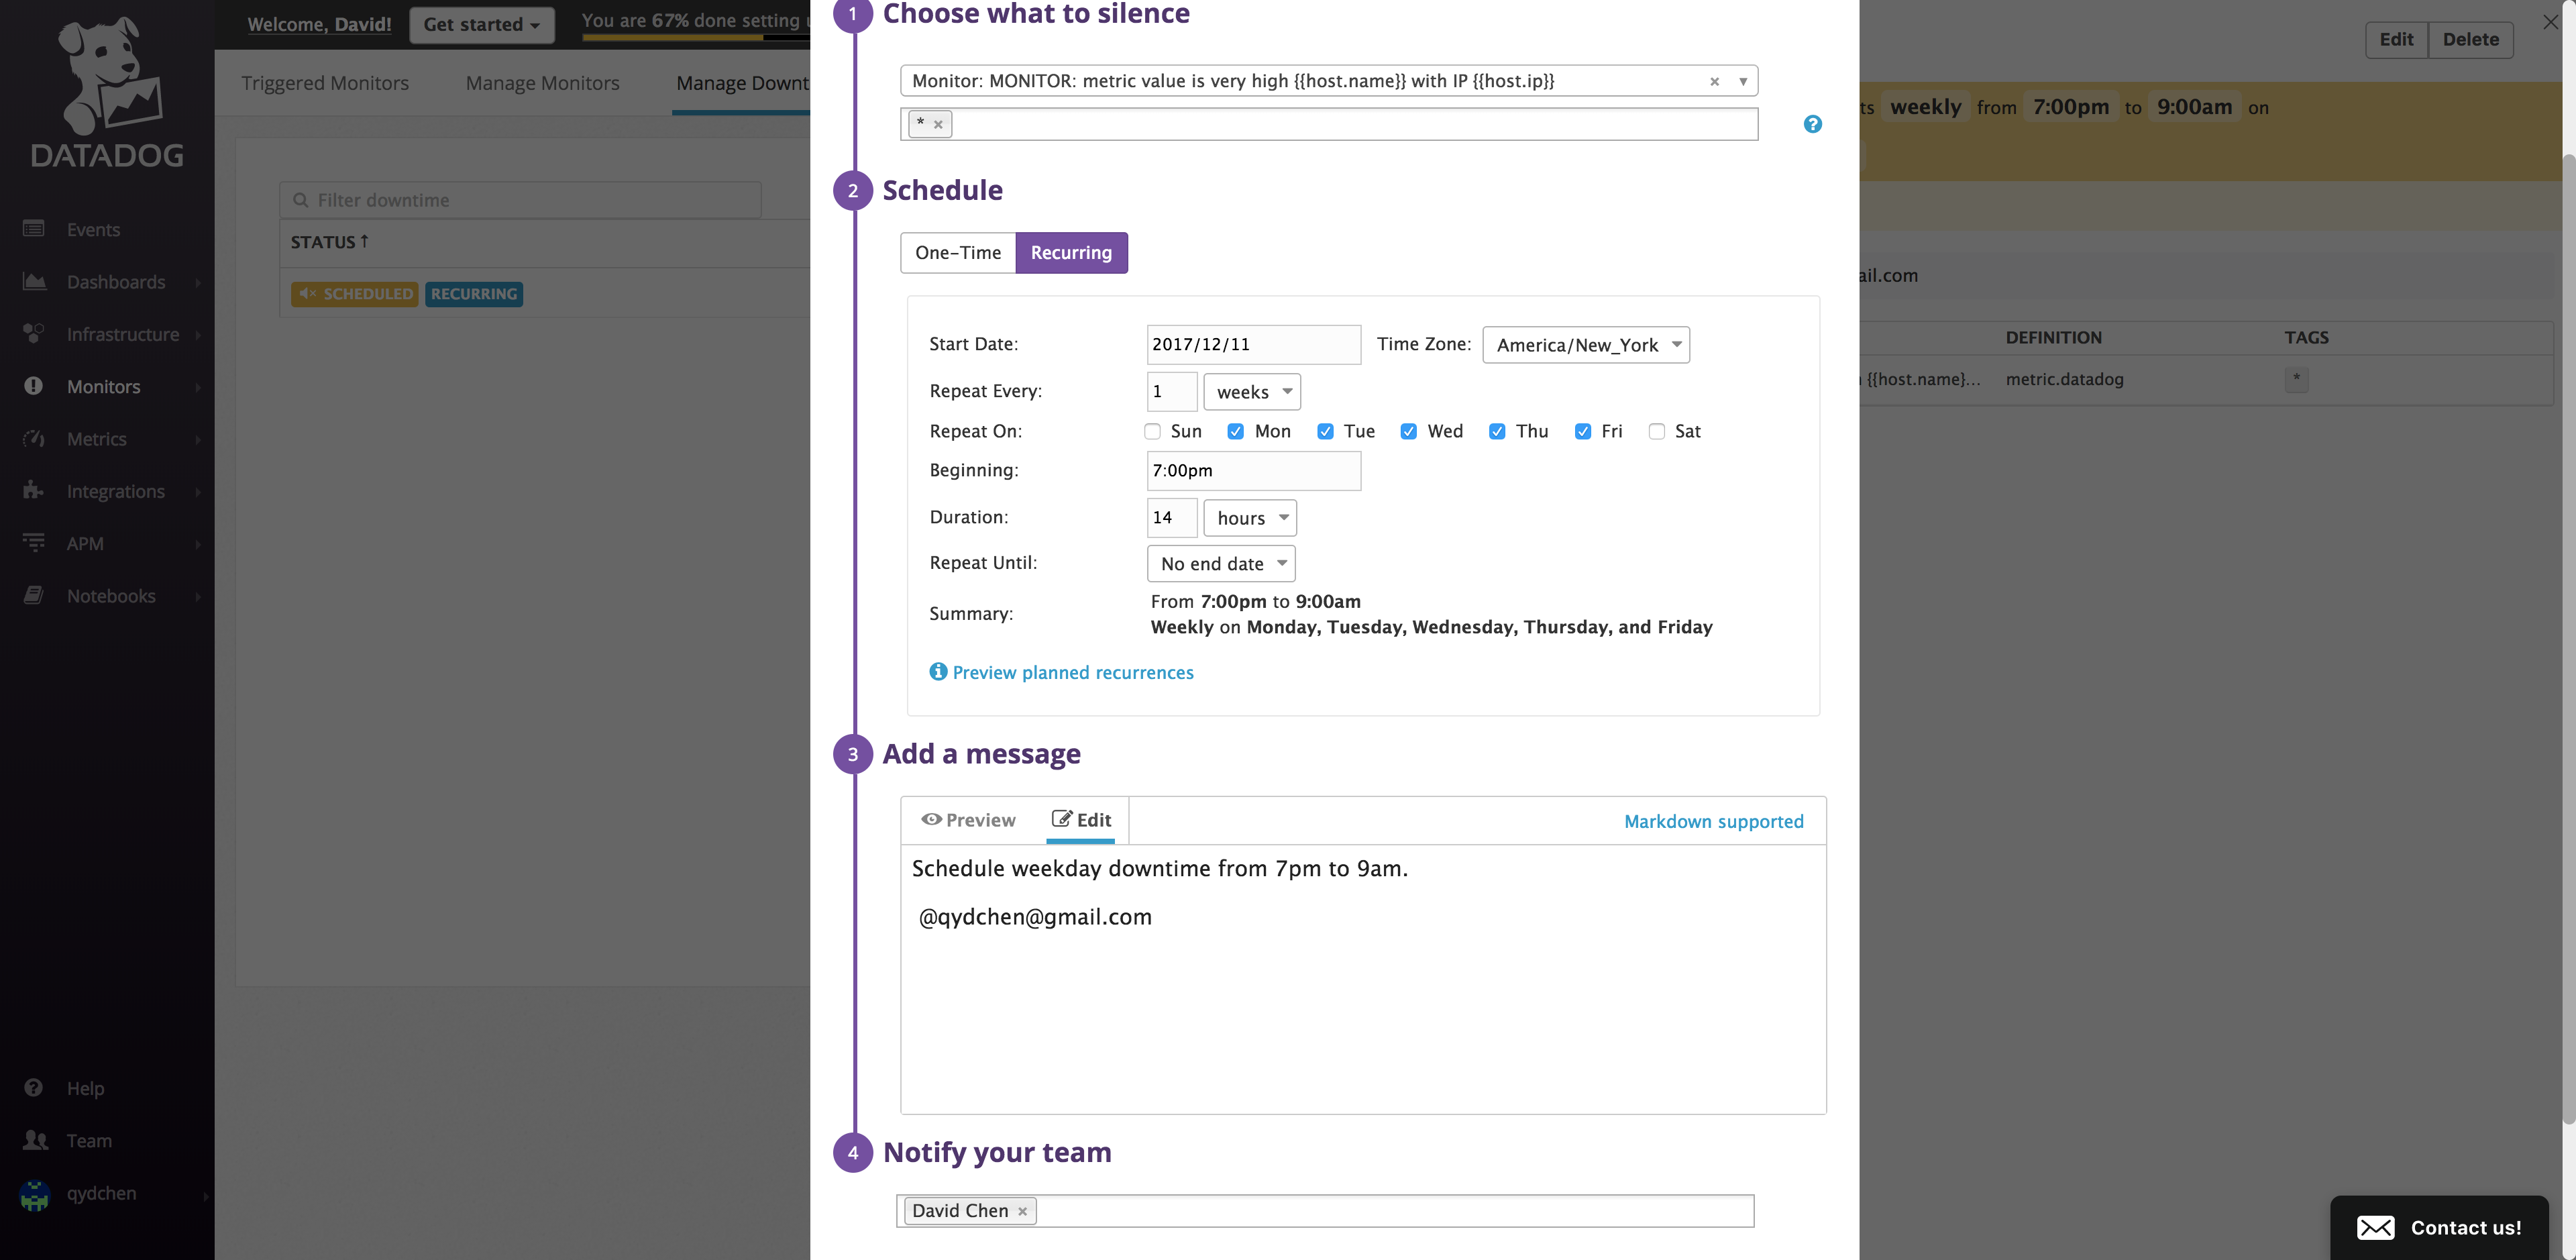 Welcome, David!
Get started
You are 67% done setting
DATADOG
Triggered Monitors
Manage Monitors
Manage Downt
Events
Dashboards
Infrastructure
Monitors
Metrics
Integrations
APM
Notebooks
Help
Team
qydchen
Filter downtime
STATUS ↑
SCHEDULED RECURRING
1 Choose what to silence
Monitor: MONITOR: metric value is very high {{host.name}} with IP {{host.ip}} × ▼
* ×
?
2 Schedule
One-Time Recurring
Start Date: 2017/12/11 Time Zone: America/New_York
Repeat Every: 1 weeks
Repeat On: Sun Mon Tue Wed Thu Fri Sat
Beginning: 7:00pm
Duration: 14 hours
Repeat Until: No end date
Summary:
From 7:00pm to 9:00am
Weekly on Monday, Tuesday, Wednesday, Thursday, and Friday
Preview planned recurrences
3 Add a message
Preview Edit Markdown supported
Schedule weekday downtime from 7pm to 9am.
@qydchen@gmail.com
4 Notify your team
David Chen ×
Edit Delete
ts weekly from 7:00pm to 9:00am on
ail.com
DEFINITION TAGS
{{host.name}... metric.datadog *
Contact us!